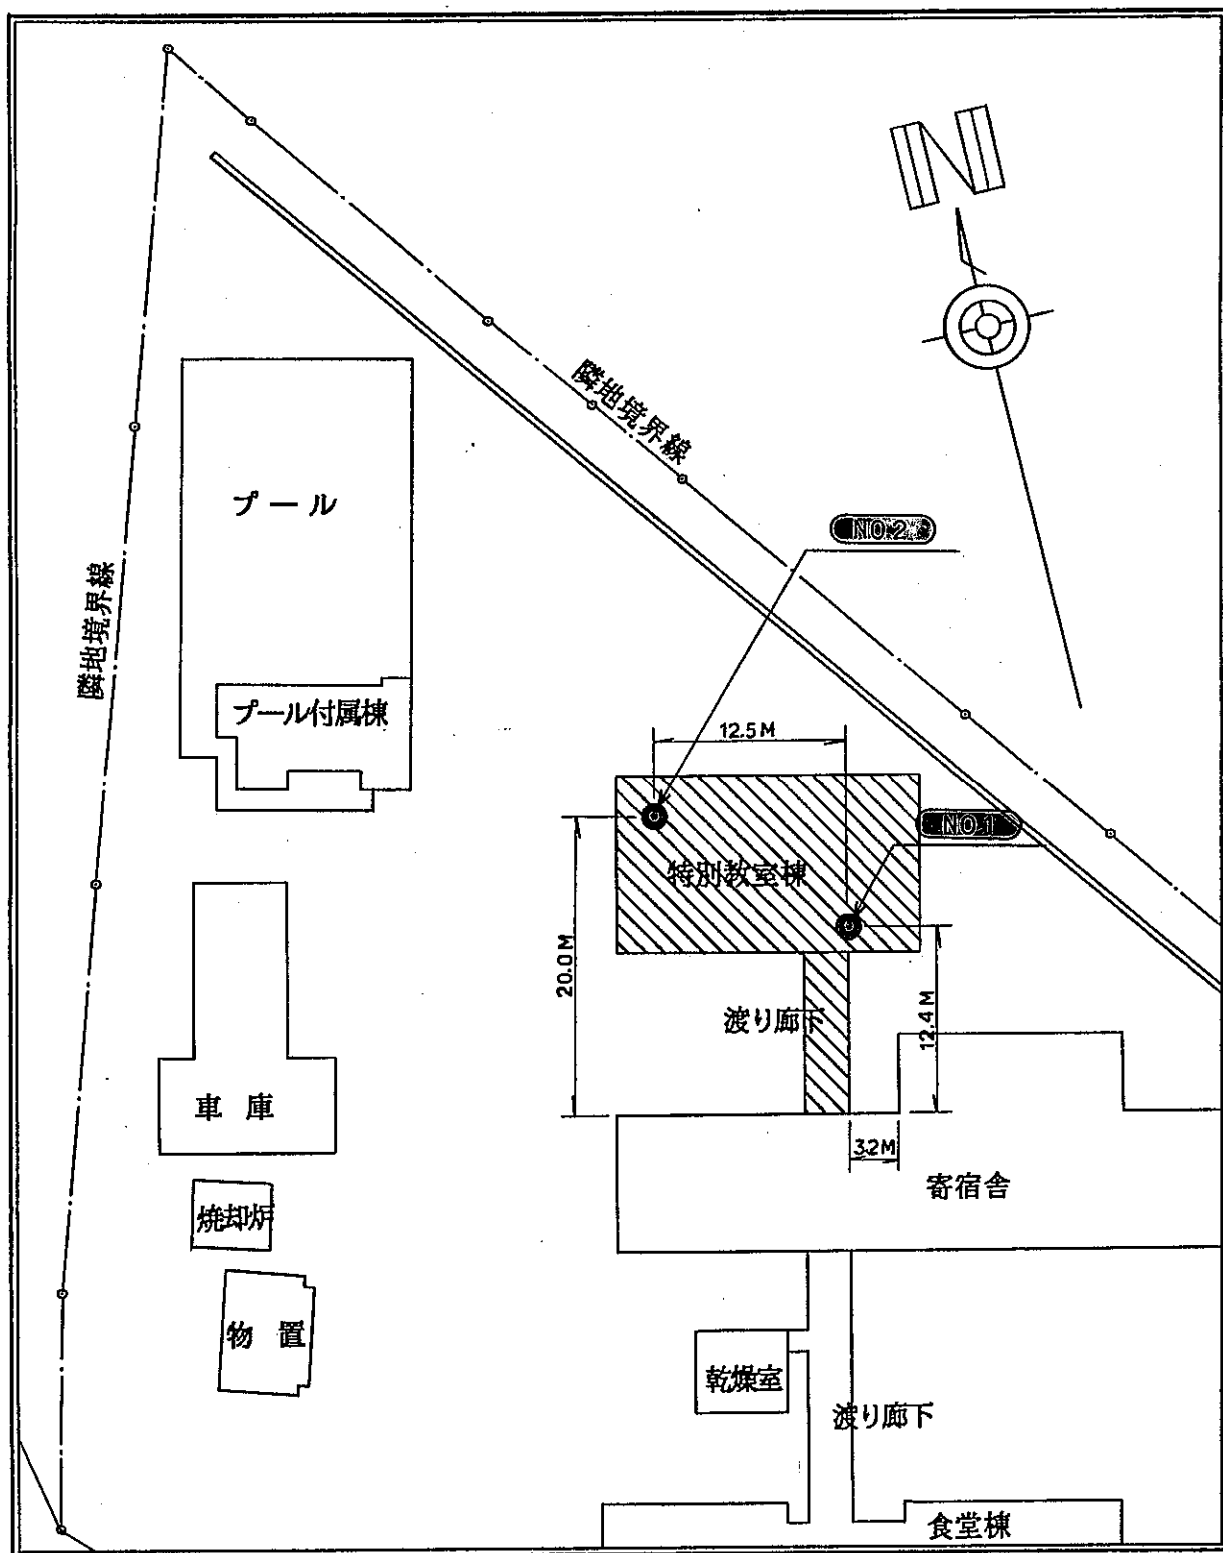 N
隣地境界線
プール
NO.2
隣地境界線
プール付属棟
12.5M
NO.1
特別教室棟
20.0M
12.4M
渡り廊下
車 庫
3.2M
寄宿舎
焼却炉
物 置
乾燥室
渡り廊下
食堂棟